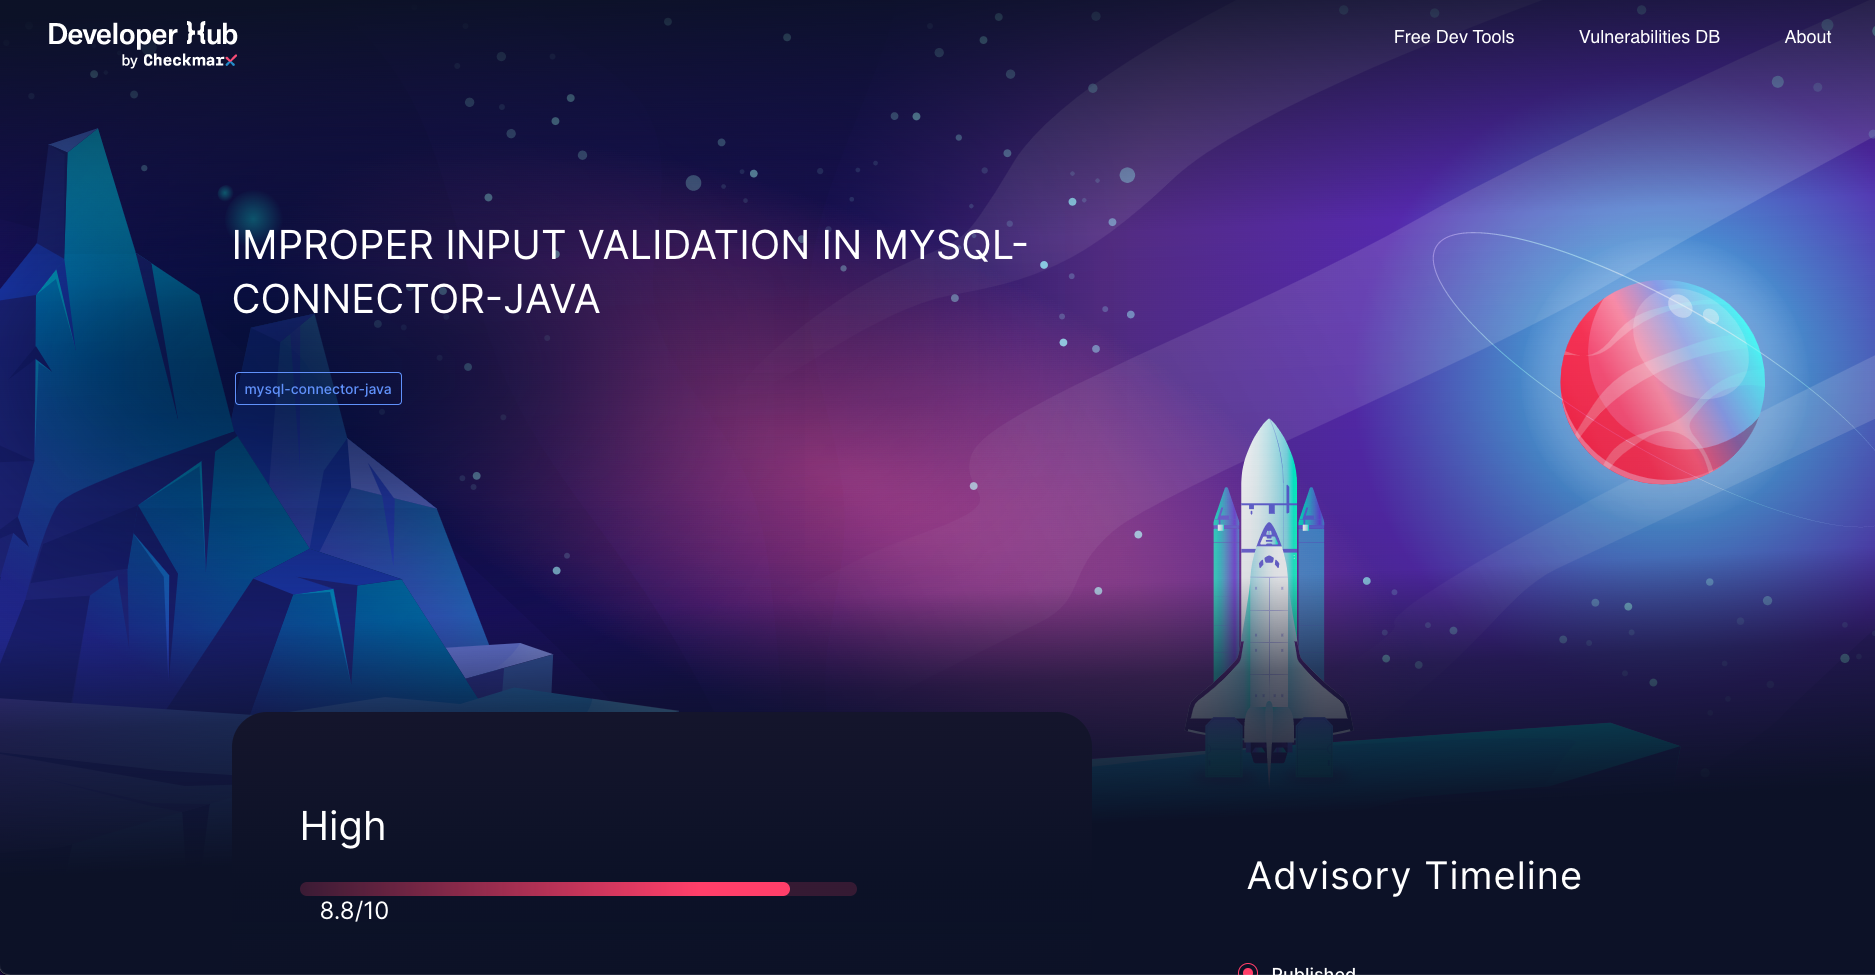 Developer Hub
by Checkmarx
Free Dev Tools
Vulnerabilities DB
About
IMPROPER INPUT VALIDATION IN MYSQL-
CONNECTOR-JAVA
mysql-connector-java
High
8.8/10
Advisory Timeline
Published